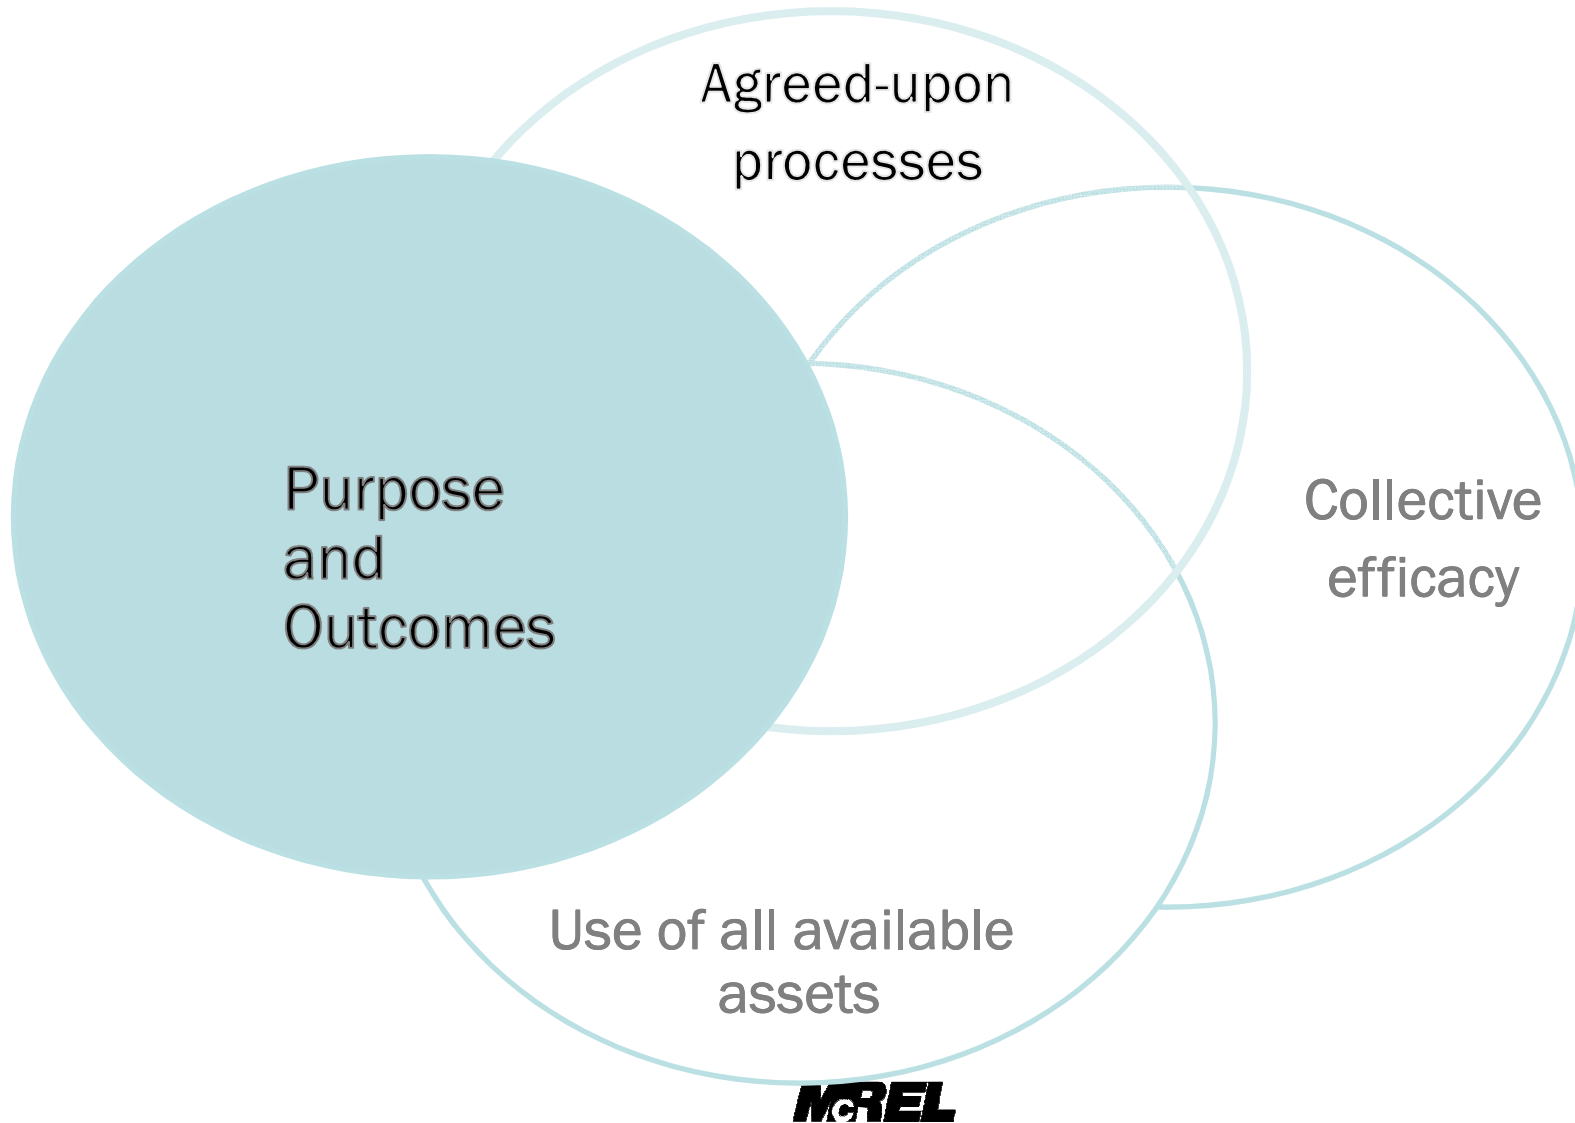 Agreed-upon
processes
Purpose
and
Outcomes
Collective
efficacy
Use of all available
assets
McREL